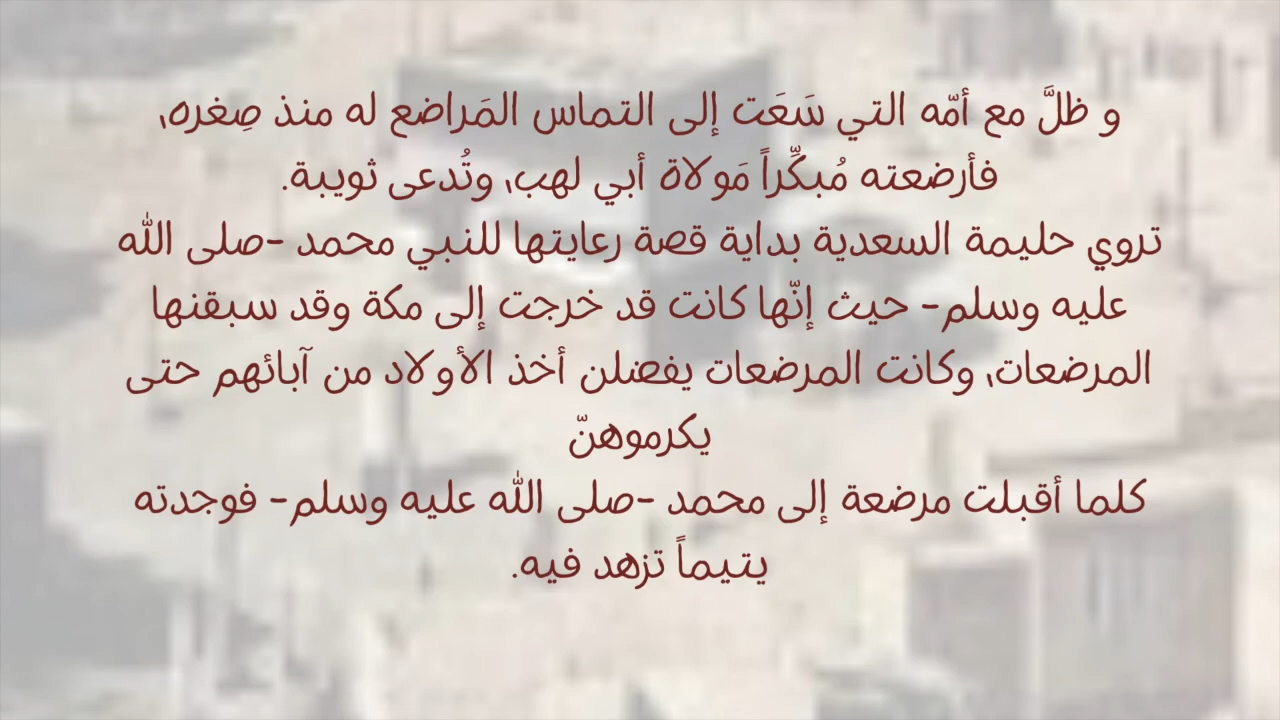 و ظلَّ مع أمّه التي سَعَت إلى التماس المَراضع له منذ صِغره،
فأرضعته مُبكِّراً مَولاة أبي لهب، وتُدعى ثويبة.
تروي حليمة السعدية بداية قصة رعايتها للنبي محمد -صلى الله
عليه وسلم- حيث إنّها كانت قد خرجت إلى مكة وقد سبقنها
المرضعات، وكانت المرضعات يفضلن أخذ الأولاد من آبائهم حتى
يكرموهنّ
كلما أقبلت مرضعة إلى محمد -صلى الله عليه وسلم- فوجدته
يتيماً تزهد فيه.